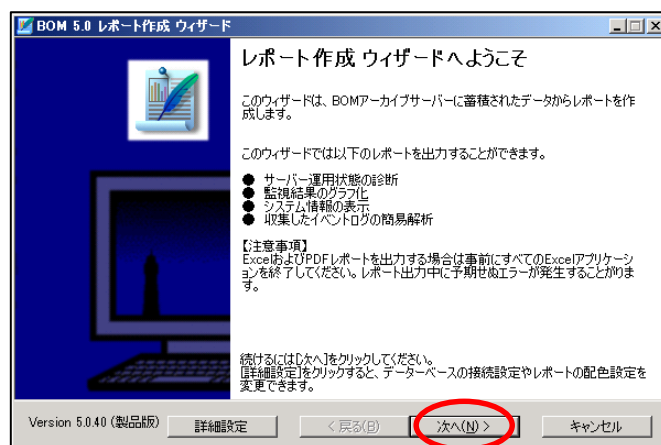 BOM 5.0 レポート作成 ウィザード
レポート作成 ウィザードへようこそ
このウィザードは、BOMアーカイブサーバーに蓄積されたデータからレポートを作
成します。
このウィザードでは以下のレポートを出力することができます。
● サーバー運用状態の診断
● 監視結果のグラフ化
● システム情報の表示
● 収集したイベントログの簡易解析
【注意事項】
ExcelおよびPDFレポートを出力する場合は事前にすべてのExcelアプリケーシ
ョンを終了してください。レポート出力中に予期せぬエラーが発生することがありま
す。
続けるには[次へ]をクリックしてください。
[詳細設定]をクリックすると、データーベースの接続設定やレポートの配色設定を
変更できます。
Version 5.0.40 (製品版)
詳細設定
< 戻る(B)
次へ(N) >
キャンセル